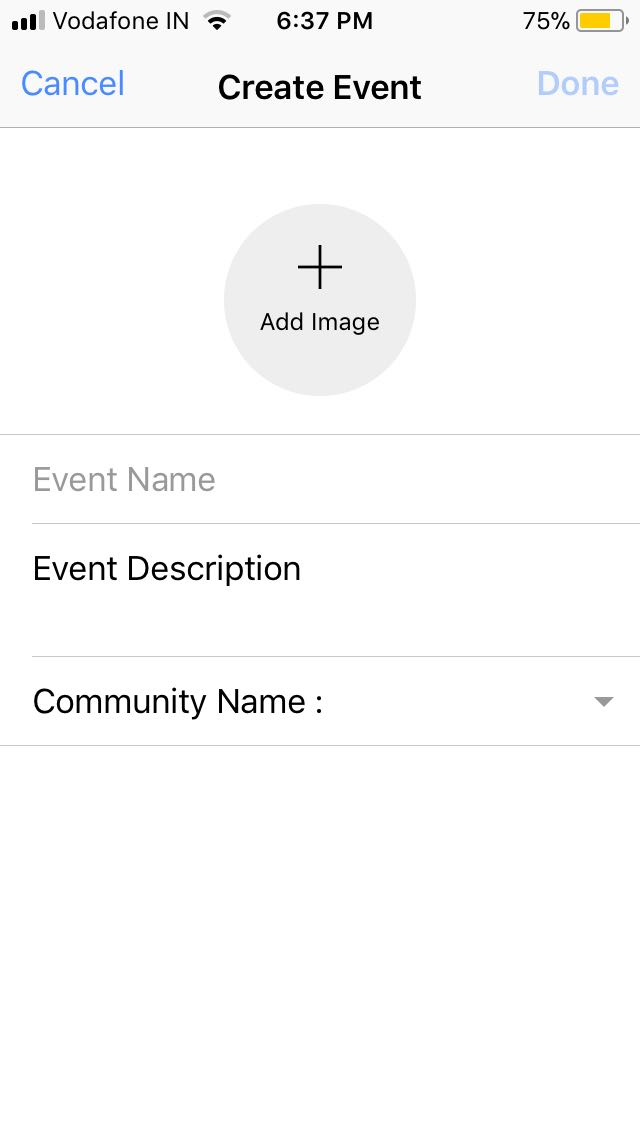 Vodafone IN 6:37 PM 75%
Cancel Create Event Done
Add Image
Event Name
Event Description
Community Name :